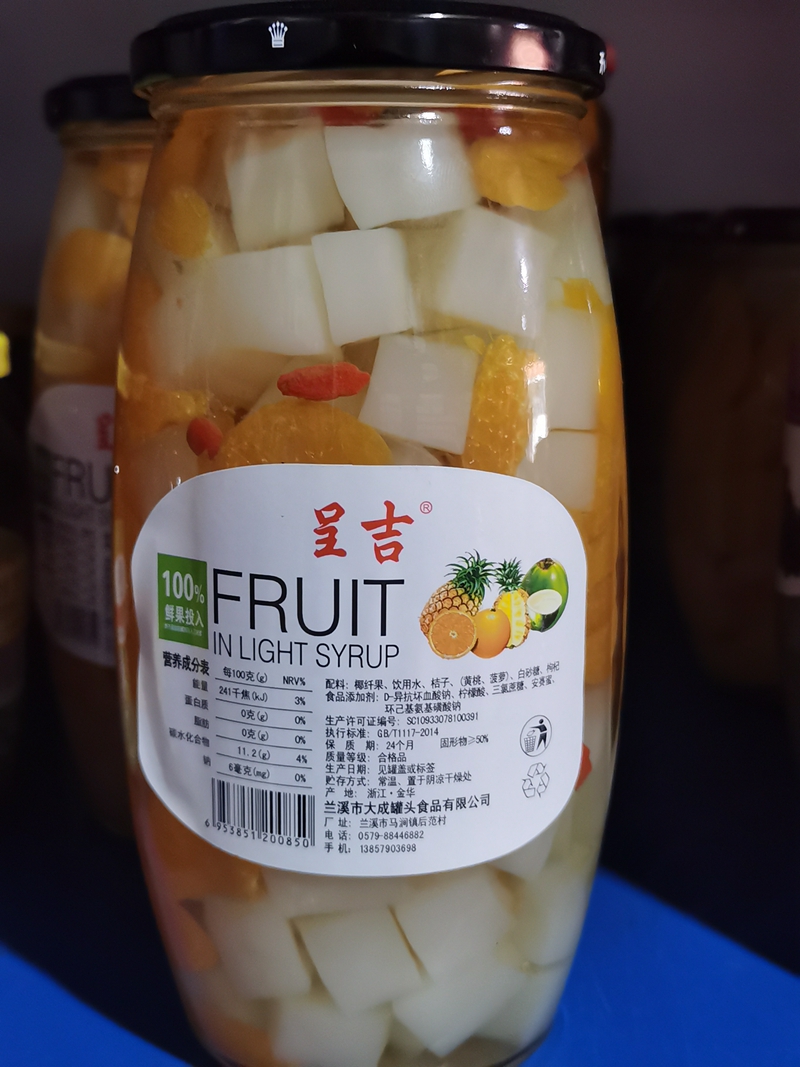 呈吉®
100%
鲜果投入
FRUIT
IN LIGHT SYRUP
营养成分表
每100克(g) NRV%
能量 241千焦(kJ) 3%
蛋白质 0克(g) 0%
脂肪 0克(g) 0%
碳水化合物 11.2(g) 4%
钠 6毫克(mg) 0%
6 953851 200850
配料: 椰纤果、饮用水、桔子、(黄桃、菠萝)、白砂糖、枸杞
食品添加剂: D-异抗坏血酸钠、柠檬酸、三氯蔗糖、安赛蜜、
环己基氨基磺酸钠
生产许可证编号: SC10933078100391
执行标准: GB/T1117-2014
保 质 期: 24个月 固形物≥50%
质量等级: 合格品
生产日期: 见罐盖或标签
贮存方式: 常温、置于阴凉干燥处
产 地: 浙江·金华
兰溪市大成罐头食品有限公司
厂 址: 兰溪市马涧镇后范村
电 话: 0579-88446882
手 机: 13857903698
FRU